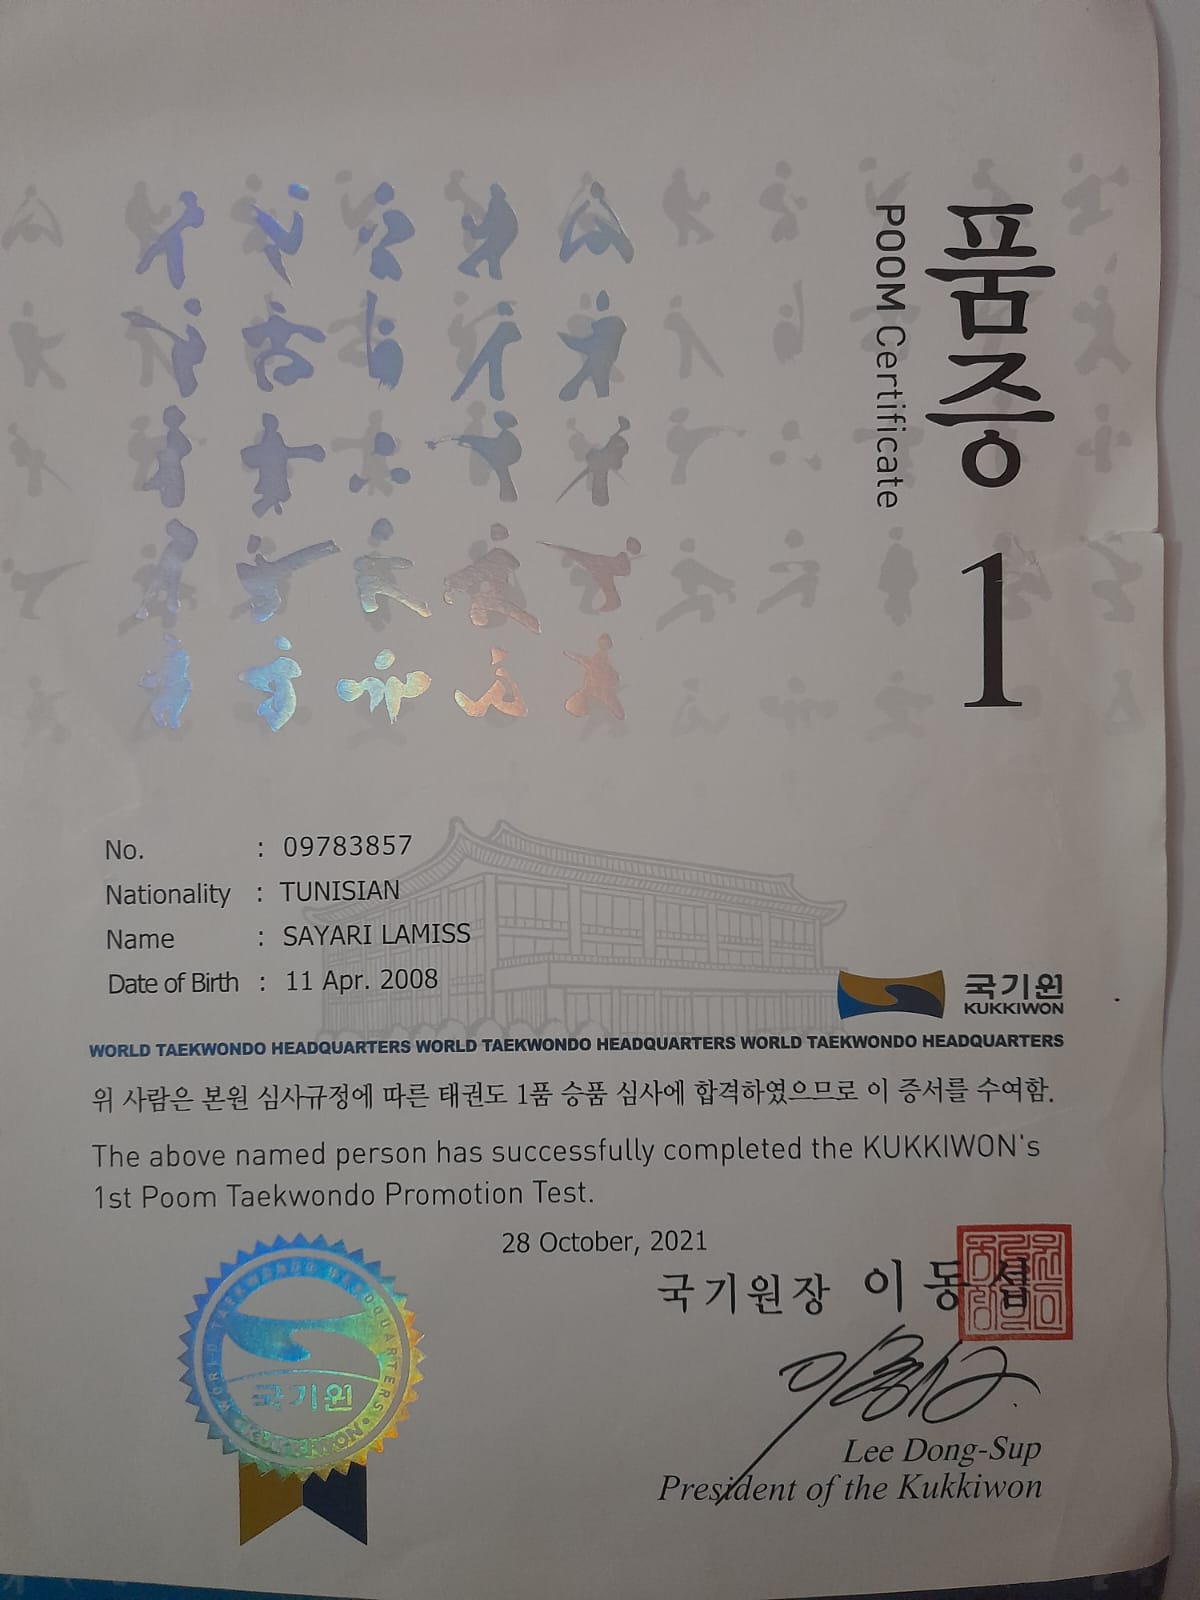 품증 1
POOM Certificate
No. : 09783857
Nationality : TUNISIAN
Name : SAYARI LAMISS
Date of Birth : 11 Apr. 2008
국기원
KUKKIWON
WORLD TAEKWONDO HEADQUARTERS WORLD TAEKWONDO HEADQUARTERS WORLD TAEKWONDO HEADQUARTERS
위 사람은 본원 심사규정에 따른 태권도 1품 승품 심사에 합격하였으므로 이 증서를 수여함.
The above named person has successfully completed the KUKKIWON's
1st Poom Taekwondo Promotion Test.
28 October, 2021
국기원장 이동섭
Lee Dong-Sup
President of the Kukkiwon
WORLD TAEKWONDO HEADQUARTERS
국기원
KUKKIWON